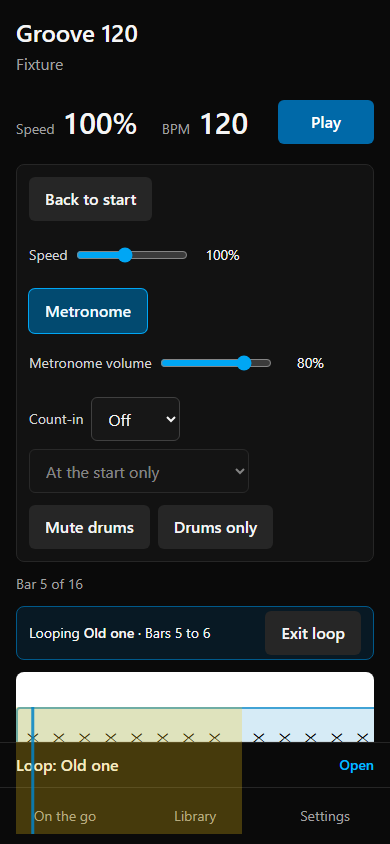 Groove 120
Fixture
Speed 100% BPM 120 Play
Back to start
Speed 100%
Metronome
Metronome volume 80%
Count-in Off
At the start only
Mute drums Drums only
Bar 5 of 16
Looping Old one · Bars 5 to 6 Exit loop
Loop: Old one Open
On the go Library Settings